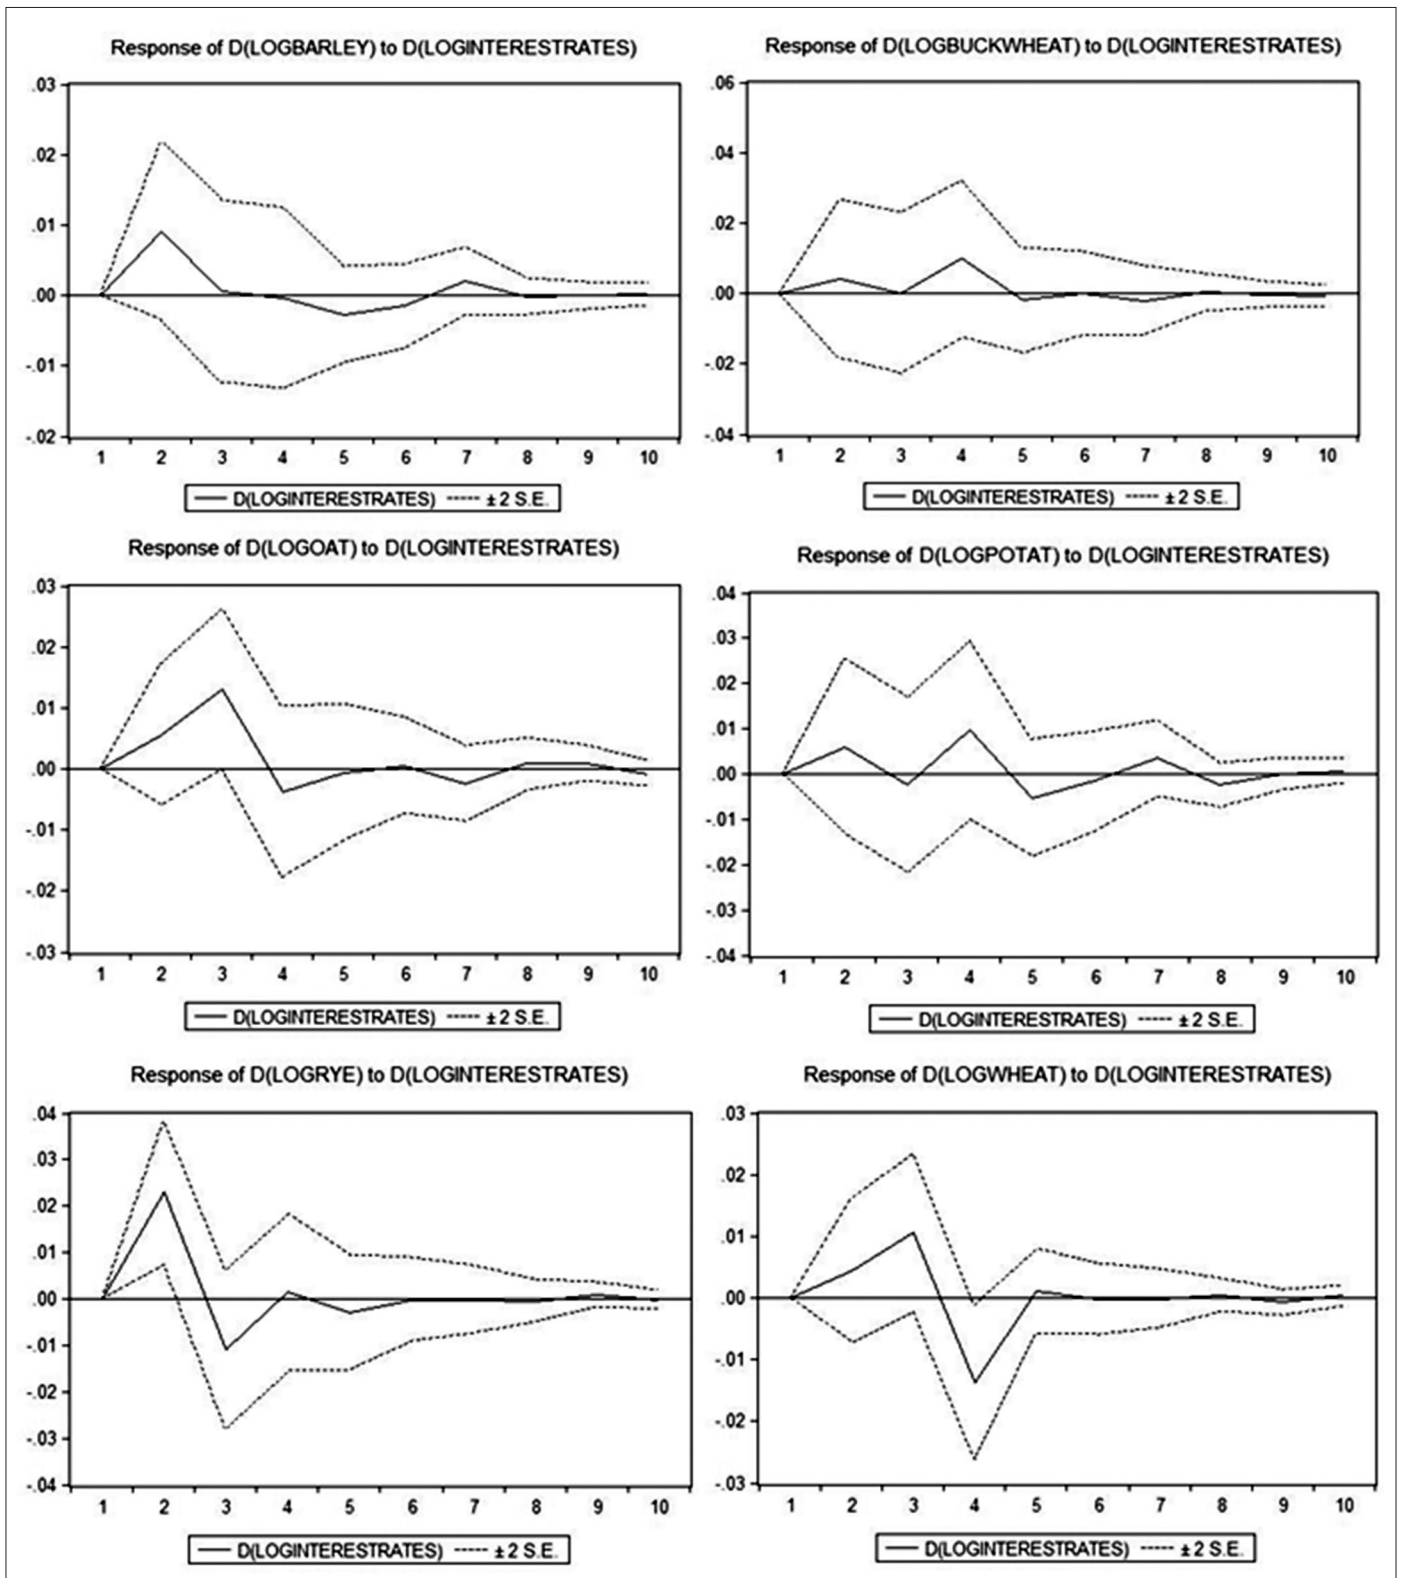 Response of D(LOGBARLEY) to D(LOGINTERESTRATES)
.03
.02
.01
.00
-.01
-.02
1 2 3 4 5 6 7 8 9 10
D(LOGINTERESTRATES) ± 2 S.E.
Response of D(LOGBUCKWHEAT) to D(LOGINTERESTRATES)
.06
.04
.02
.00
-.02
-.04
1 2 3 4 5 6 7 8 9 10
D(LOGINTERESTRATES) ± 2 S.E.
Response of D(LOGOAT) to D(LOGINTERESTRATES)
.03
.02
.01
.00
-.01
-.02
-.03
1 2 3 4 5 6 7 8 9 10
D(LOGINTERESTRATES) ± 2 S.E.
Response of D(LOGPOTAT) to D(LOGINTERESTRATES)
.04
.03
.02
.01
.00
-.01
-.02
-.03
-.04
1 2 3 4 5 6 7 8 9 10
D(LOGINTERESTRATES) ± 2 S.E.
Response of D(LOGRYE) to D(LOGINTERESTRATES)
.04
.03
.02
.01
.00
-.01
-.02
-.03
-.04
1 2 3 4 5 6 7 8 9 10
D(LOGINTERESTRATES) ± 2 S.E.
Response of D(LOGWHEAT) to D(LOGINTERESTRATES)
.03
.02
.01
.00
-.01
-.02
-.03
1 2 3 4 5 6 7 8 9 10
D(LOGINTERESTRATES) ± 2 S.E.